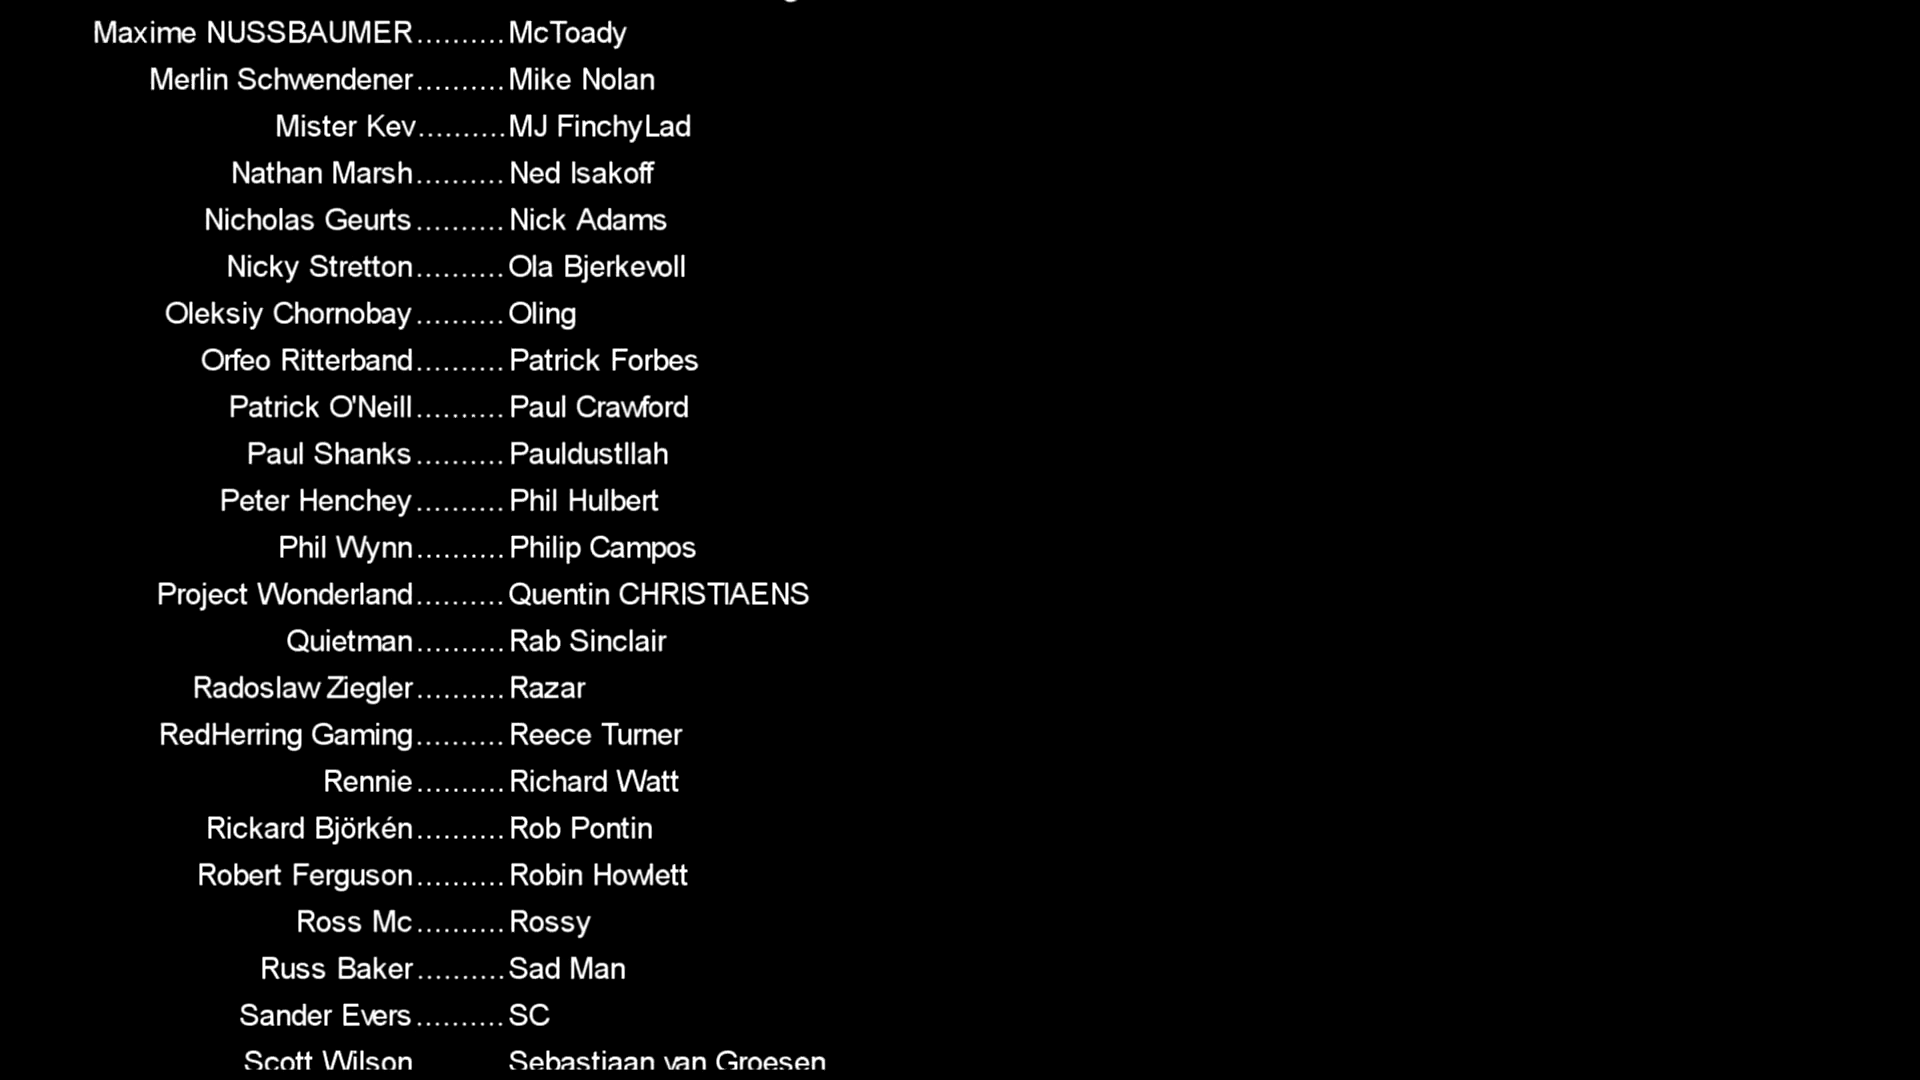 Maxime NUSSBAUMER..........McToady
Merlin Schwendener..........Mike Nolan
Mister Kev..........MJ FinchyLad
Nathan Marsh..........Ned Isakoff
Nicholas Geurts..........Nick Adams
Nicky Stretton..........Ola Bjerkevoll
Oleksiy Chornobay..........Oling
Orfeo Ritterband..........Patrick Forbes
Patrick O'Neill..........Paul Crawford
Paul Shanks..........Pauldustllah
Peter Henchey..........Phil Hulbert
Phil Wynn..........Philip Campos
Project Wonderland..........Quentin CHRISTIAENS
Quietman..........Rab Sinclair
Radoslaw Ziegler..........Razar
RedHerring Gaming..........Reece Turner
Rennie..........Richard Watt
Rickard Björkén..........Rob Pontin
Robert Ferguson..........Robin Howlett
Ross Mc..........Rossy
Russ Baker..........Sad Man
Sander Evers..........SC
Scott Wilson Sebastiaan van Groesen